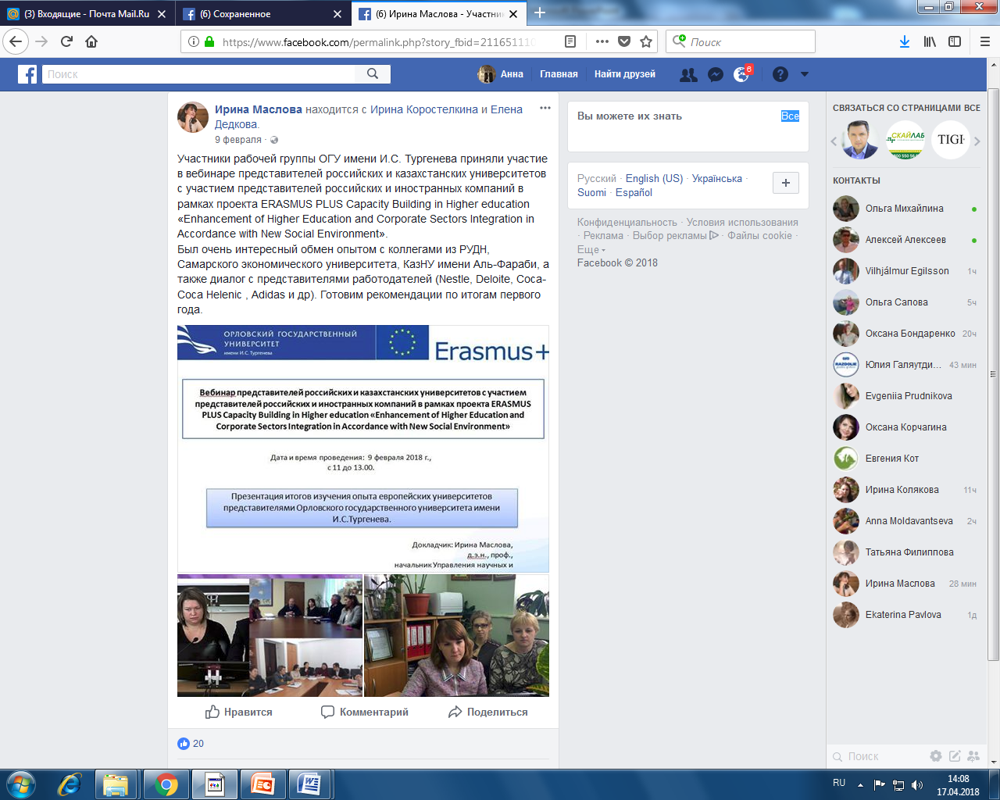 (3) Входящие - Почта Mail.Ru
(6) Сохраненное
(6) Ирина Маслова - Участни
https://www.facebook.com/permalink.php?story_fbid=2116511110
Поиск
Поиск
Анна
Главная
Найти друзей
6
Ирина Маслова находится с Ирина Коростелкина и Елена
Дедкова.
9 февраля ·
Участники рабочей группы ОГУ имени И.С. Тургенева приняли участие
в вебинаре представителей российских и казахстанских университетов
с участием представителей российских и иностранных компаний в
рамках проекта ERASMUS PLUS Capacity Building in Higher education
«Enhancement of Higher Education and Corporate Sectors Integration in
Accordance with New Social Environment».
Был очень интересный обмен опытом с коллегами из РУДН,
Самарского экономического университета, КазНУ имени Аль-Фараби, а
также диалог с представителями работодателей (Nestle, Deloite, Coca-
Coca Helenic , Adidas и др). Готовим рекомендации по итогам первого
года.
ОРЛОВСКИЙ ГОСУДАРСТВЕННЫЙ
УНИВЕРСИТЕТ
имени И.С.Тургенева
Erasmus+
Вебинар представителей российских и казахстанских университетов с участием
представителей российских и иностранных компаний в рамках проекта ERASMUS
PLUS Capacity Building in Higher education «Enhancement of Higher Education and
Corporate Sectors Integration in Accordance with New Social Environment»
Дата и время проведения: 9 февраля 2018 г.,
с 11 до 13.00.
Презентация итогов изучения опыта европейских университетов
представителями Орловского государственного университета имени
И.С.Тургенева.
Докладчик: Ирина Маслова,
д.э.н., проф.,
начальник Управления научных и
Нравится
Комментарий
Поделиться
20
Вы можете их знать
Все
Русский · English (US) · Українська ·
Suomi · Español
Конфиденциальность · Условия использования
· Реклама · Выбор рекламы · Файлы cookie ·
Еще
Facebook © 2018
СВЯЗАТЬСЯ СО СТРАНИЦАМИ ВСЕ
СКАЙЛАБ
TIGI
КОНТАКТЫ
Ольга Михайлина
Алексей Алексеев
Vilhjálmur Egilsson 1ч
Ольга Сапова 5ч
Оксана Бондаренко 20ч
RAZDOLIE
Юлия Галяутди... 43 мин
Evgeniia Prudnikova
Оксана Корчагина
Евгения Кот
Ирина Колякова 11ч
Anna Moldavantseva 2ч
Татьяна Филиппова
Ирина Маслова 28 мин
Ekaterina Pavlova 1д
Поиск
RU
14:08
17.04.2018